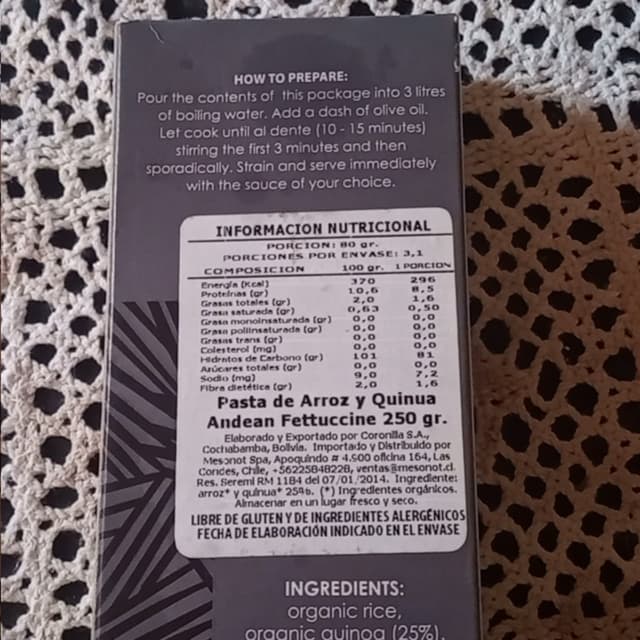 HOW TO PREPARE:
Pour the contents of this package into 3 litres
of boiling water. Add a dash of olive oil.
Let cook until al dente (10 - 15 minutes)
stirring the first 3 minutes and then
sporadically. Strain and serve immediately
with the sauce of your choice.
INFORMACION NUTRICIONAL
PORCION: 80 gr.
PORCIONES POR ENVASE: 3,1
COMPOSICION 100 gr. 1 PORCION
Energía (Kcal) 370 296
Proteínas (gr) 10,6 8,5
Grasas totales (gr) 2,0 1,6
Grasa saturada (gr) 0,63 0,50
Grasa monoinsaturada (gr) 0,0 0,0
Grasa poliinsaturada (gr) 0,0 0,0
Grasas trans (gr) 0,0 0,0
Colesterol (mg) 0,0 0,0
Hidratos de Carbono (gr) 101 81
Azúcares totales (gr) 0,0 0,0
Sodio (mg) 9,0 7,2
Fibra dietética (gr) 2,0 1,6
Pasta de Arroz y Quinua
Andean Fettuccine 250 gr.
Elaborado y Exportado por Coronilla S.A.,
Cochabamba, Bolivia. Importado y Distribuido por
Mesonot Spa, Apoquindo # 4.500 oficina 164, Las
Condes, Chile, +56225848228, ventas@mesonot.cl.
Res. Seremi RM 1184 del 07/01/2014. Ingrediente:
arroz* y quinua* 25%. (*) Ingredientes orgánicos.
Almacenar en un lugar fresco y seco.
LIBRE DE GLUTEN Y DE INGREDIENTES ALERGÉNICOS
FECHA DE ELABORACIÓN INDICADO EN EL ENVASE
INGREDIENTS:
organic rice,
organic quinoa (25%).